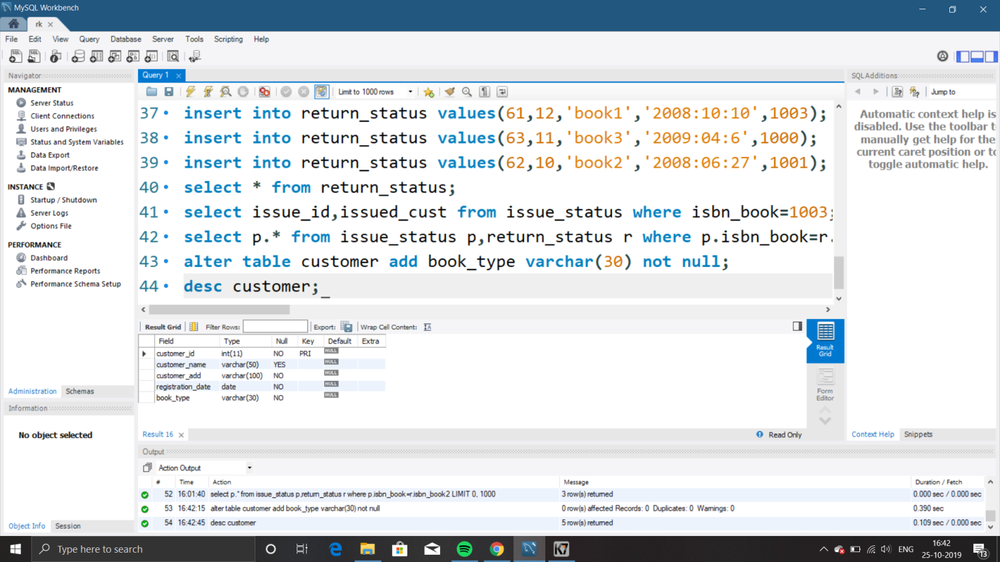 MySQL Workbench
rk
File Edit View Query Database Server Tools Scripting Help
Navigator
MANAGEMENT
Server Status
Client Connections
Users and Privileges
Status and System Variables
Data Export
Data Import/Restore
INSTANCE
Startup / Shutdown
Server Logs
Options File
PERFORMANCE
Dashboard
Performance Reports
Performance Schema Setup
Administration Schemas
Information
No object selected
Object Info Session
Query 1
Limit to 1000 rows
37 insert into return_status values(61,12,'book1','2008:10:10',1003);
38 insert into return_status values(63,11,'book3','2009:04:6',1000);
39 insert into return_status values(62,10,'book2','2008:06:27',1001);
40 select * from return_status;
41 select issue_id,issued_cust from issue_status where isbn_book=1003;
42 select p.* from issue_status p,return_status r where p.isbn_book=r.
43 alter table customer add book_type varchar(30) not null;
44 desc customer;
Result Grid Filter Rows: Export: Wrap Cell Content:
Field Type Null Key Default Extra
customer_id int(11) NO PRI NULL
customer_name varchar(50) YES NULL
customer_add varchar(100) NO NULL
registration_date date NO NULL
book_type varchar(30) NO NULL
Result Grid
Form Editor
Result 16
Read Only
SQLAdditions
Jump to
Automatic context help is
disabled. Use the toolbar t
manually get help for the
current caret position or to
toggle automatic help.
Context Help Snippets
Output
Action Output
# Time Action Message Duration / Fetch
52 16:01:40 select p.* from issue_status p,return_status r where p.isbn_book=r.isbn_book2 LIMIT 0, 1000 3 row(s) returned 0.000 sec / 0.000 sec
53 16:42:15 alter table customer add book_type varchar(30) not null 0 row(s) affected Records: 0 Duplicates: 0 Warnings: 0 0.390 sec
54 16:42:45 desc customer 5 row(s) returned 0.109 sec / 0.000 sec
Type here to search
K7
ENG
16:42
25-10-2019
13